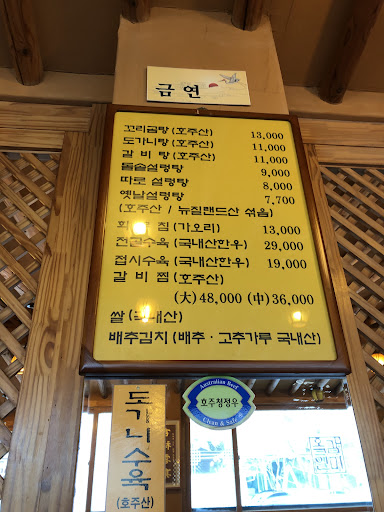 금연
꼬리곰탕 (호주산) 13,000
도가니탕 (호주산) 11,000
갈비탕 (호주산) 11,000
돌솥설렁탕 9,000
따로 설렁탕 8,000
옛날설렁탕 7,700
(호주산 / 뉴질랜드산 섞음)
회 무침 (가오리) 13,000
전골수육 (국내산한우) 29,000
접시수육 (국내산한우) 19,000
갈비찜 (호주산)
(大) 48,000 (中) 36,000
쌀 (국내산)
배추김치 (배추 · 고추가루 국내산)
도가니수육
(호주산)
Australian Beef
호주청정우
Clean & Safe